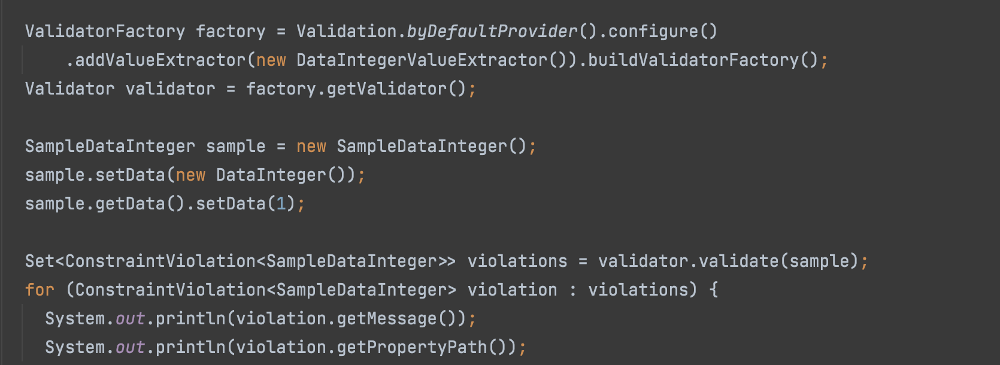 ValidatorFactory factory = Validation.byDefaultProvider().configure()
.addValueExtractor(new DataIntegerValueExtractor()).buildValidatorFactory();
Validator validator = factory.getValidator();
SampleDataInteger sample = new SampleDataInteger();
sample.setData(new DataInteger());
sample.getData().setData(1);
Set<ConstraintViolation<SampleDataInteger>> violations = validator.validate(sample);
for (ConstraintViolation<SampleDataInteger> violation : violations) {
System.out.println(violation.getMessage());
System.out.println(violation.getPropertyPath());